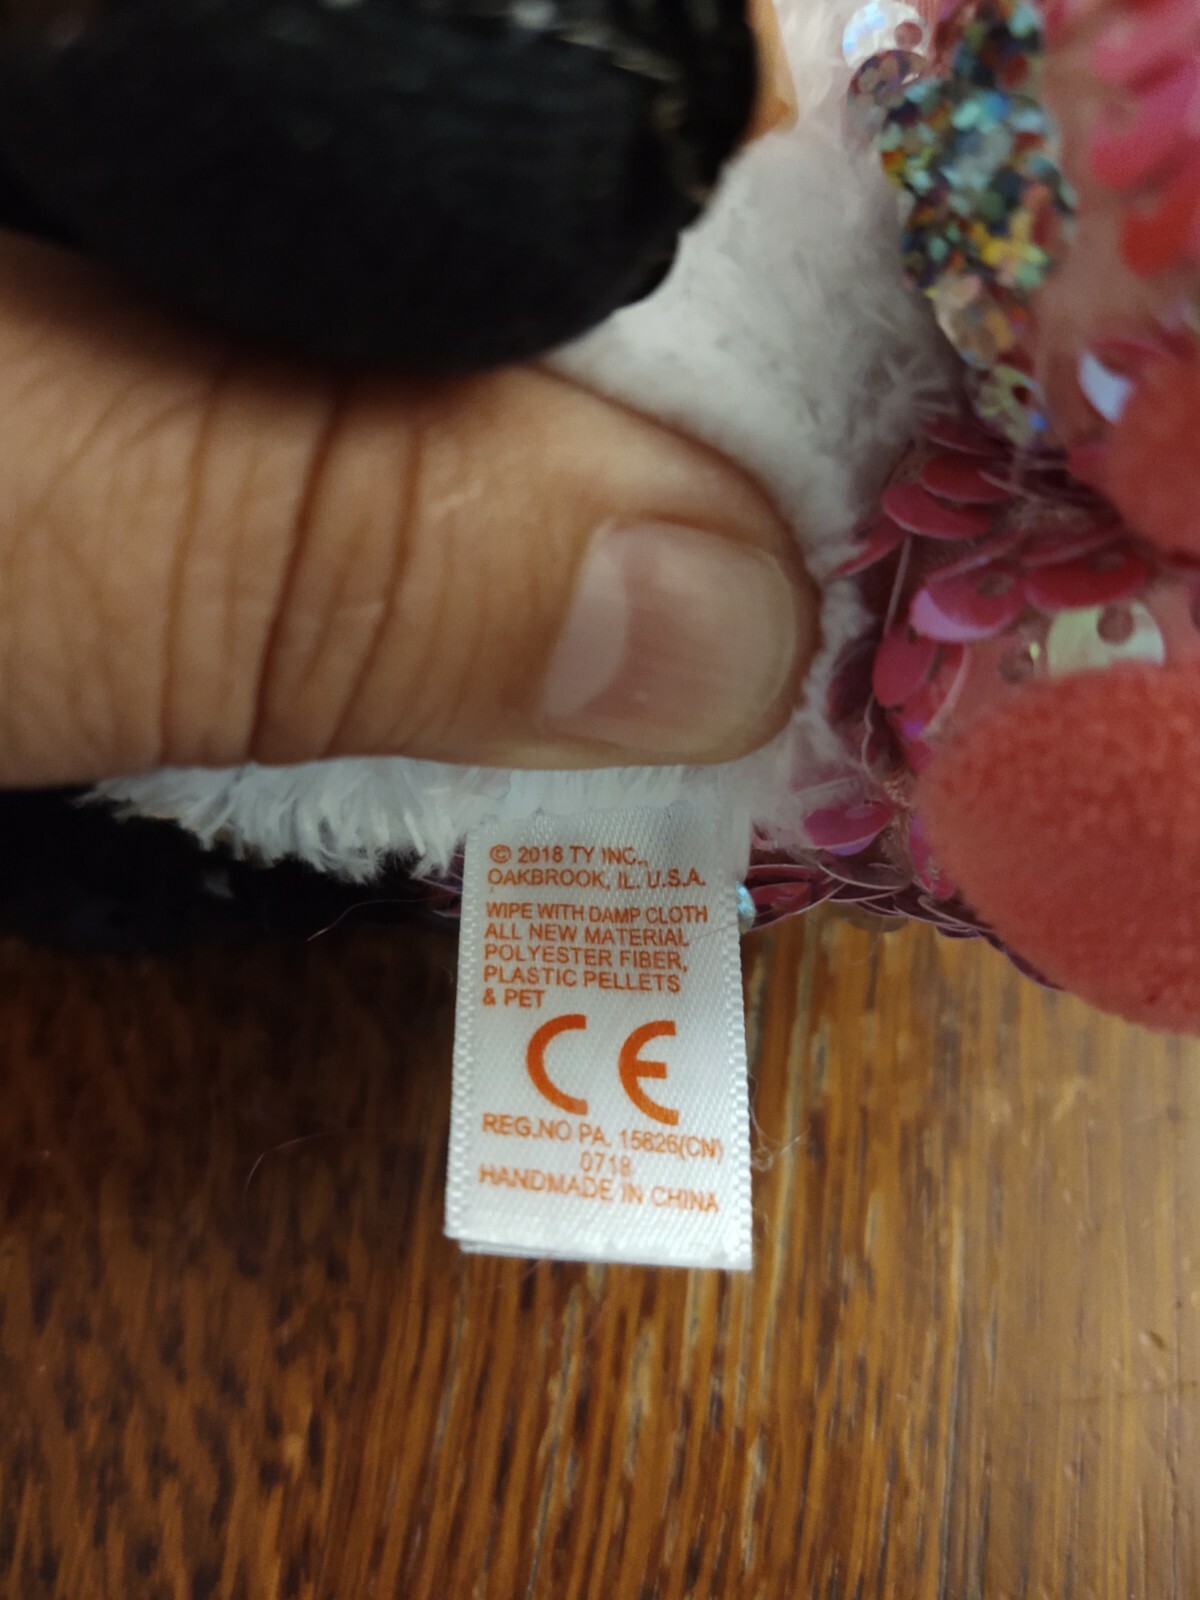 © 2018 TY INC.,
OAKBROOK, IL. U.S.A.
WIPE WITH DAMP CLOTH
ALL NEW MATERIAL
POLYESTER FIBER,
PLASTIC PELLETS
& PET
CE
REG.NO PA. 15826(CN)
0718
HANDMADE IN CHINA